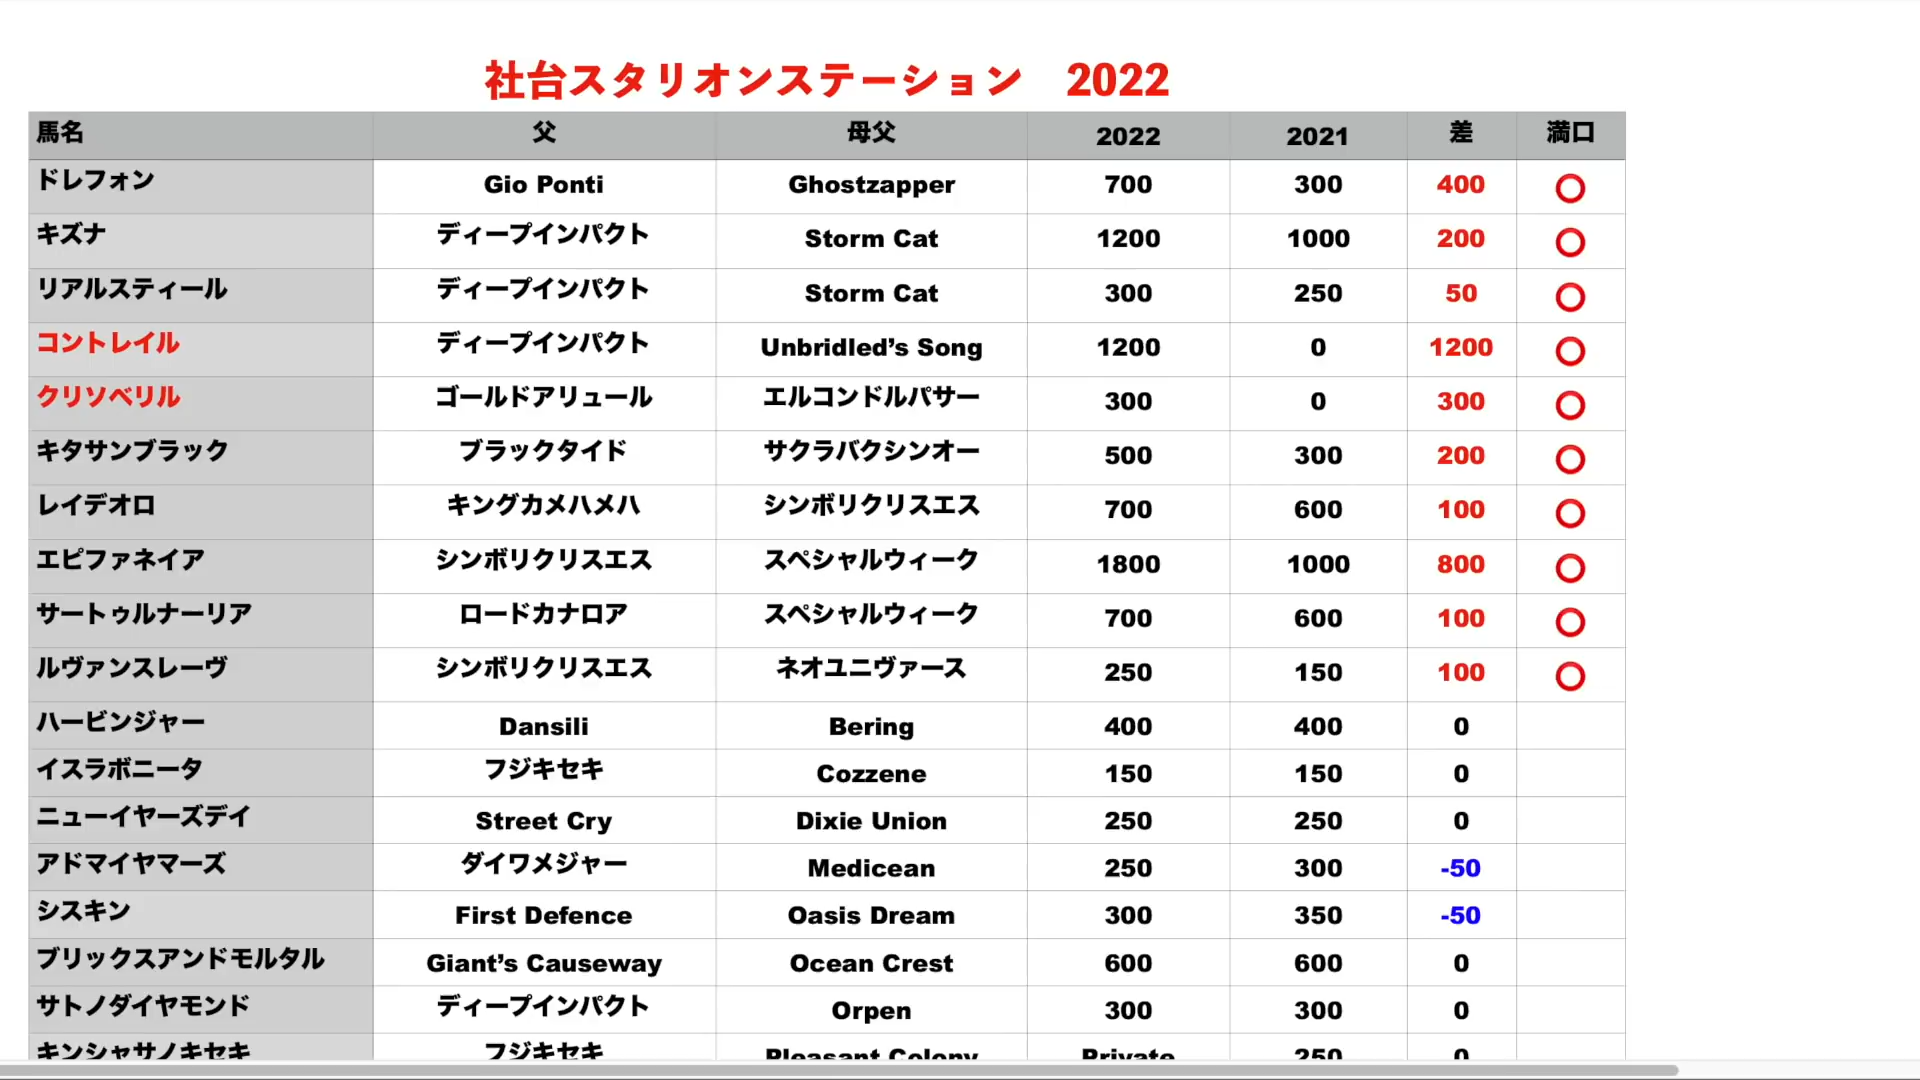 社台スタリオンステーション 2022
馬名 父 母父 2022 2021 差 満口
ドレフォン Gio Ponti Ghostzapper 700 300 400 ○
キズナ ディープインパクト Storm Cat 1200 1000 200 ○
リアルスティール ディープインパクト Storm Cat 300 250 50 ○
コントレイル ディープインパクト Unbridled’s Song 1200 0 1200 ○
クリソベリル ゴールドアリュール エルコンドルパサー 300 0 300 ○
キタサンブラック ブラックタイド サクラバクシンオー 500 300 200 ○
レイデオロ キングカメハメハ シンボリクリスエス 700 600 100 ○
エピファネイア シンボリクリスエス スペシャルウィーク 1800 1000 800 ○
サートゥルナーリア ロードカナロア スペシャルウィーク 700 600 100 ○
ルヴァンスレーヴ シンボリクリスエス ネオユニヴァース 250 150 100 ○
ハービンジャー Dansili Bering 400 400 0
イスラボニータ フジキセキ Cozzene 150 150 0
ニューイヤーズデイ Street Cry Dixie Union 250 250 0
アドマイヤマーズ ダイワメジャー Medicean 250 300 -50
シスキン First Defence Oasis Dream 300 350 -50
ブリックスアンドモルタル Giant’s Causeway Ocean Crest 600 600 0
サトノダイヤモンド ディープインパクト Orpen 300 300 0
キンシャサノキセキ フジキセキ Pleasant Colony Private 250 0